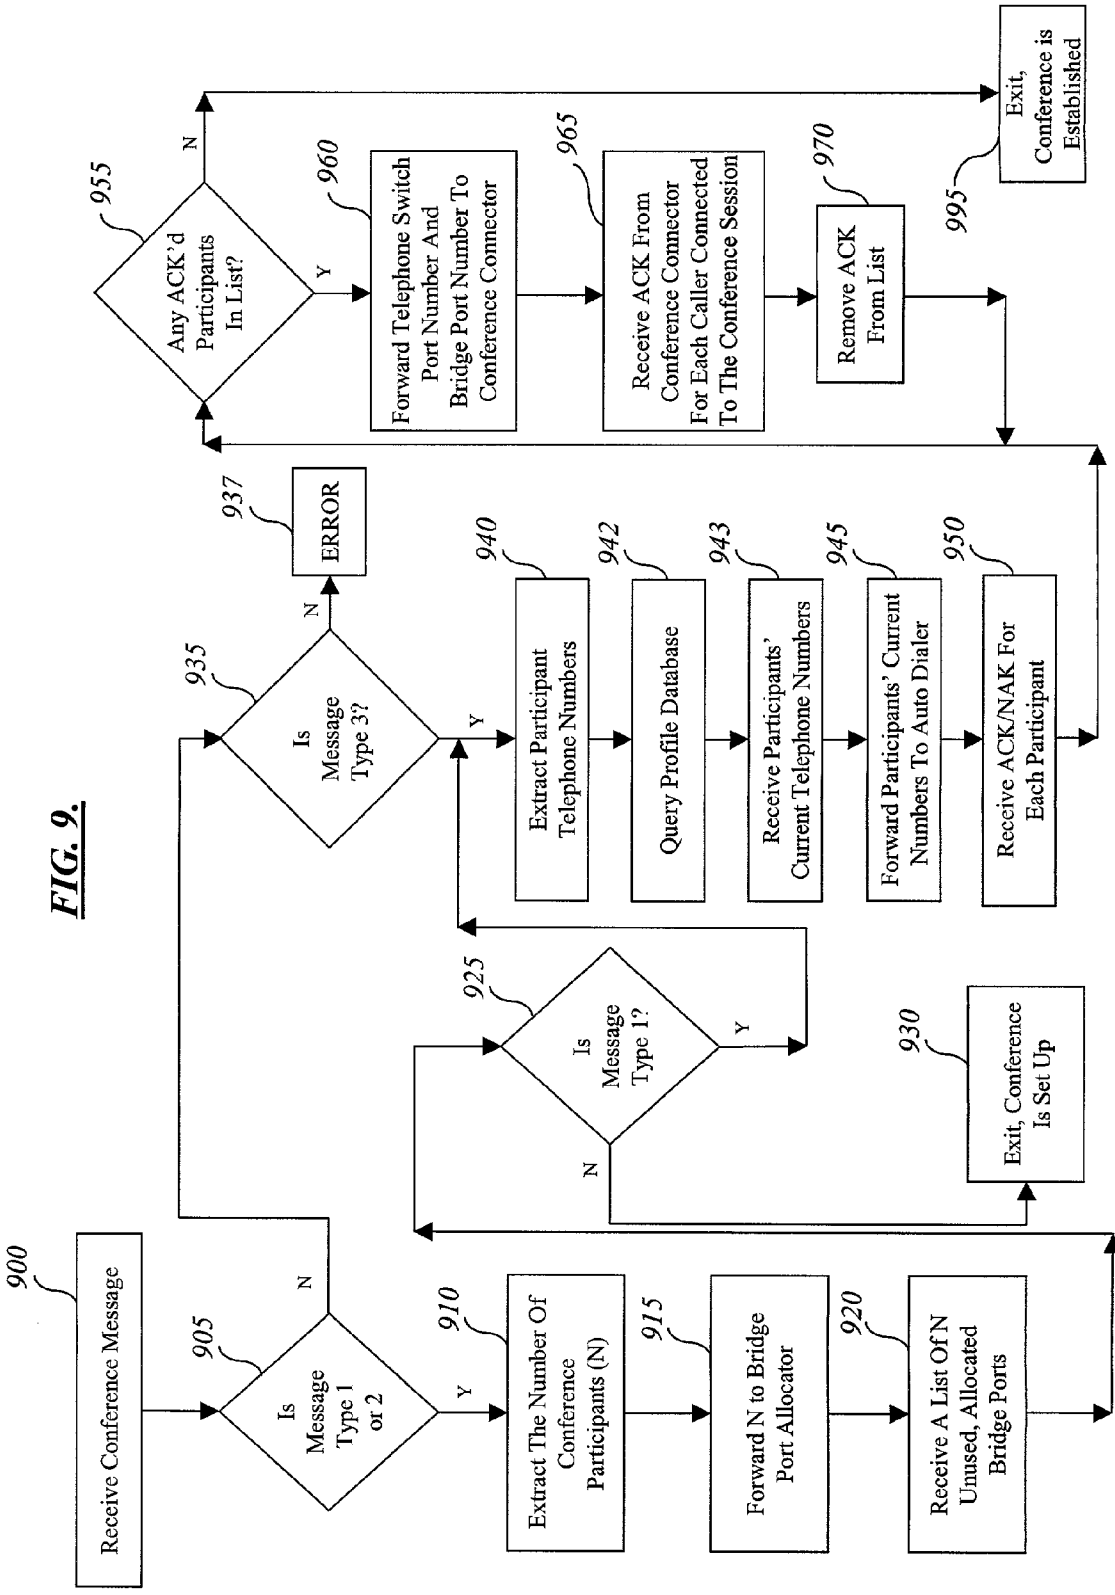 FIG. 9.
900
Receive Conference Message
905
Is
Message
Type 1
or 2
N
Y
910
Extract The Number Of
Conference
Participants (N)
915
Forward N to Bridge
Port Allocator
920
Receive A List Of N
Unused, Allocated
Bridge Ports
925
Is
Message
Type 1?
N
Y
930
Exit, Conference
Is Set Up
935
Is
Message
Type 3?
N
Y
937
ERROR
940
Extract Participant
Telephone Numbers
942
Query Profile Database
943
Receive Participants'
Current Telephone Numbers
945
Forward Participants' Current
Numbers To Auto Dialer
950
Receive ACK/NAK For
Each Participant
955
Any ACK'd
Participants
In List?
N
Y
960
Forward Telephone Switch
Port Number And
Bridge Port Number To
Conference Connector
965
Receive ACK From
Conference Connector
For Each Caller Connected
To The Conference Session
970
Remove ACK
From List
995
Exit,
Conference is
Established